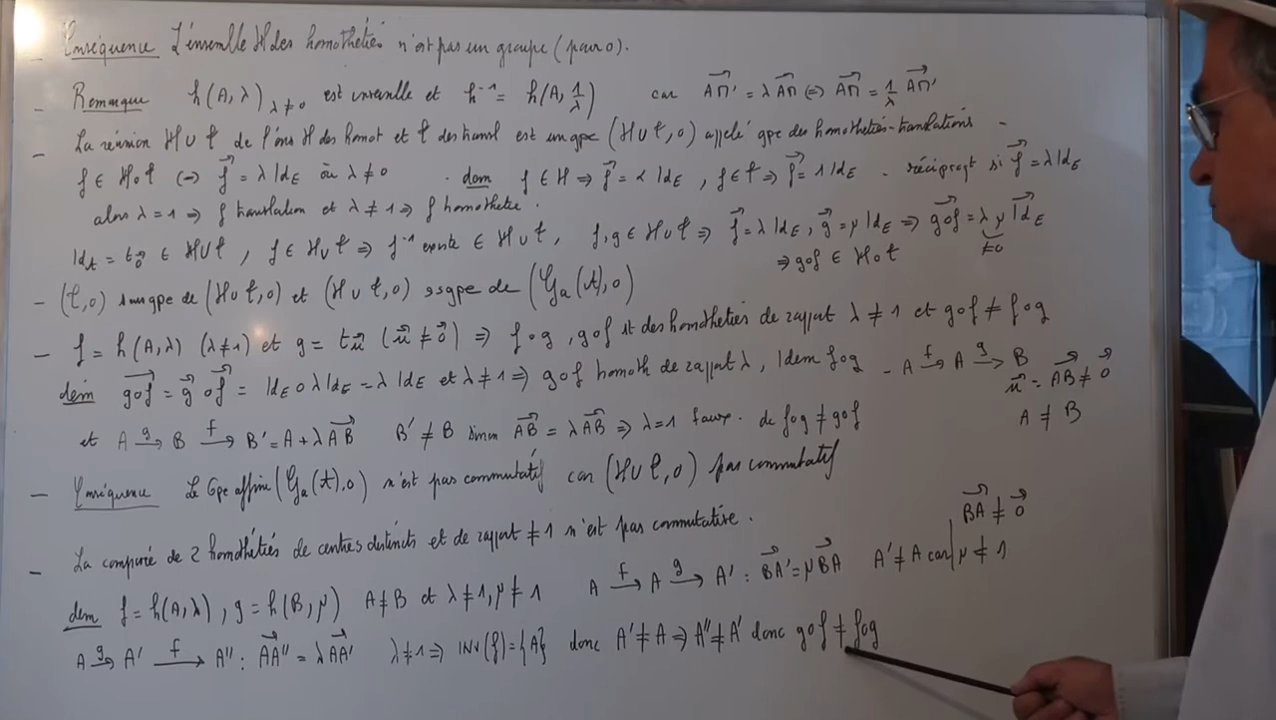 - Conséquence L'ensemble H des homothéties n'est pas un groupe (pour o).
- Remarque h(A,λ) λ≠0 est inversible et h⁻¹ = h(A, 1/λ) car AM⃗' = λ AM⃗ ⟺ AM⃗ = 1/λ AM⃗'
- La réunion H∪t de l'ens H des homot et t des transl est un gpe (H∪t,o) appelé gpe des homothéties-translations -
f ∈ H∪t ⟺ f⃗ = λ Id_E où λ≠0 . dem f ∈ H ⇒ f⃗ = α Id_E , f ∈ t ⇒ f⃗ = 1 Id_E - réciproqt si f⃗ = λ Id_E
alors λ = 1 ⇒ f translation et λ ≠ 1 ⇒ f homothétie .
Id_A = t_0⃗ ∈ H∪t , f ∈ H∪t ⇒ f⁻¹ existe ∈ H∪t , f,g ∈ H∪t ⇒ f⃗ = λ Id_E , g⃗ = μ Id_E ⇒ gof⃗ = λ μ Id_E
≠0
⇒ gof ∈ H∪t
- (t,o) sous gpe de (H∪t,o) et (H∪t,o) ssgpe de (G_a(A),o)
- f = h(A,λ) (λ≠1) et g = t_u⃗ (u⃗ ≠ 0⃗) ⇒ fog , gof st des homothéties de rapport λ ≠ 1 et gof ≠ fog
dém gof⃗ = g⃗ o f⃗ = Id_E o λ Id_E = λ Id_E et λ≠1 ⇒ gof homoth de rapport λ , Idem fog - A →f A →g B
u⃗ = AB⃗ ≠ 0⃗
A ≠ B
et A →g B →f B' = A + λ AB⃗ B' ≠ B sinon AB⃗ = λ AB⃗ ⇒ λ=1 faux . dc fog ≠ gof
- Conséquence Le Gpe affine (G_a(A),o) n'est pas commutatif car (H∪t,o) pas commutatif
- La composée de 2 homothéties de centres distincts et de rapport ≠ 1 n'est pas commutative .
BA⃗ ≠ 0⃗
dem f = h(A,λ) , g = h(B,μ) A≠B et λ≠1, μ≠1 A →f A →g A' : BA⃗' = μ BA⃗ A' ≠ A car | μ ≠ 1
A →g A' →f A'' : AA⃗'' = λ AA⃗' λ≠1 ⇒ INV(f) = {A} donc A' ≠ A ⇒ A'' ≠ A' donc gof ≠ fog